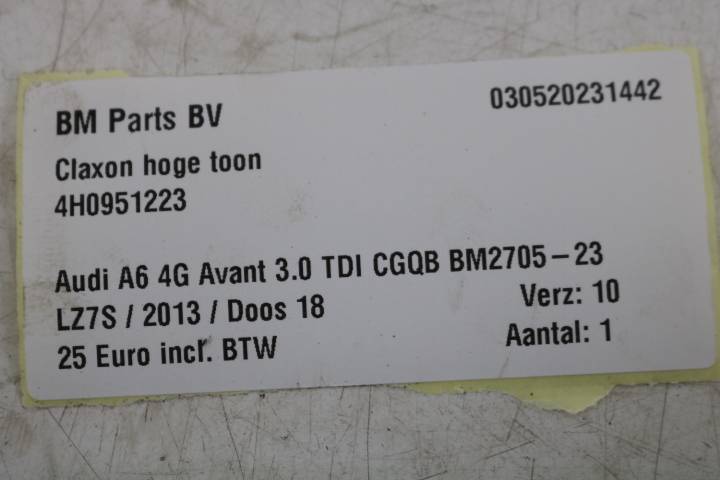 BM Parts BV 030520231442
Claxon hoge toon
4H0951223
Audi A6 4G Avant 3.0 TDI CGQB BM2705-23
LZ7S / 2013 / Doos 18 Verz: 10
25 Euro incl. BTW Aantal: 1